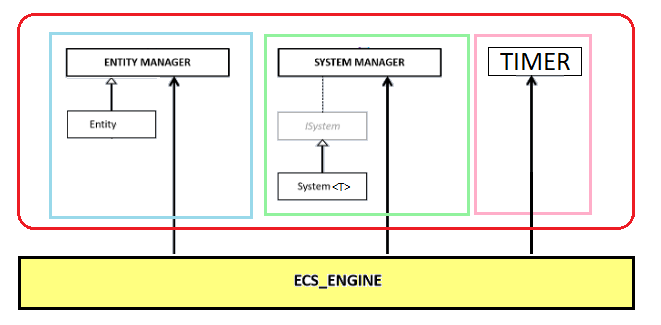 ENTITY MANAGER
Entity
SYSTEM MANAGER
ISystem
System <T>
TIMER
ECS_ENGINE